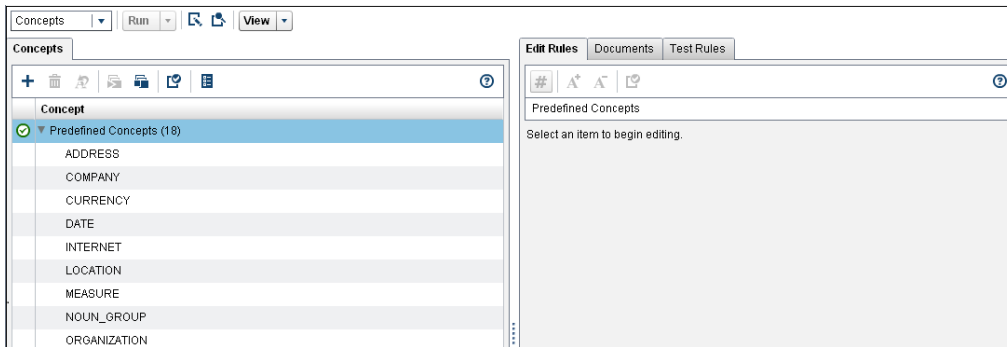 Concepts Run View
Concepts
Edit Rules Documents Test Rules
# A+ A-
Concept
Predefined Concepts
Predefined Concepts (18)
Select an item to begin editing.
ADDRESS
COMPANY
CURRENCY
DATE
INTERNET
LOCATION
MEASURE
NOUN_GROUP
ORGANIZATION